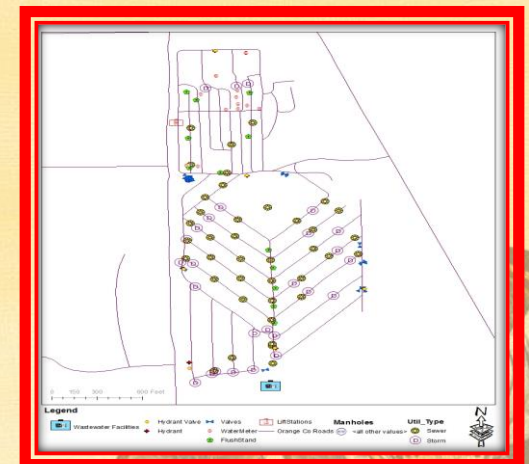 0 150 300 600 Feet
N
Legend
Wastewater Facilities
Hydrant Valve
Hydrant
Valves
WaterMeter
FlushStand
LiftStations
Orange Co Roads
Manholes
<all other values>
Util_Type
Sewer
Storm